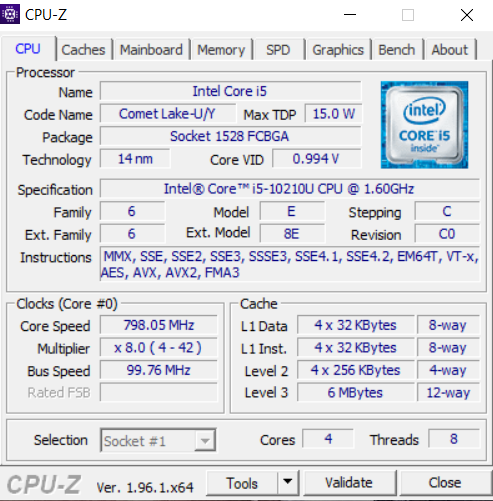 CPU-Z
CPU Caches Mainboard Memory SPD Graphics Bench About
Processor
Name Intel Core i5
Code Name Comet Lake-U/Y Max TDP 15.0 W
Package Socket 1528 FCBGA
Technology 14 nm Core VID 0.994 V
intel
CORE i5
inside™
Specification Intel® Core™ i5-10210U CPU @ 1.60GHz
Family 6 Model E Stepping C
Ext. Family 6 Ext. Model 8E Revision C0
Instructions MMX, SSE, SSE2, SSE3, SSSE3, SSE4.1, SSE4.2, EM64T, VT-x,
AES, AVX, AVX2, FMA3
Clocks (Core #0)
Core Speed 798.05 MHz
Multiplier x 8.0 ( 4 - 42 )
Bus Speed 99.76 MHz
Rated FSB
Cache
L1 Data 4 x 32 KBytes 8-way
L1 Inst. 4 x 32 KBytes 8-way
Level 2 4 x 256 KBytes 4-way
Level 3 6 MBytes 12-way
Selection Socket #1 Cores 4 Threads 8
CPU-Z Ver. 1.96.1.x64 Tools Validate Close